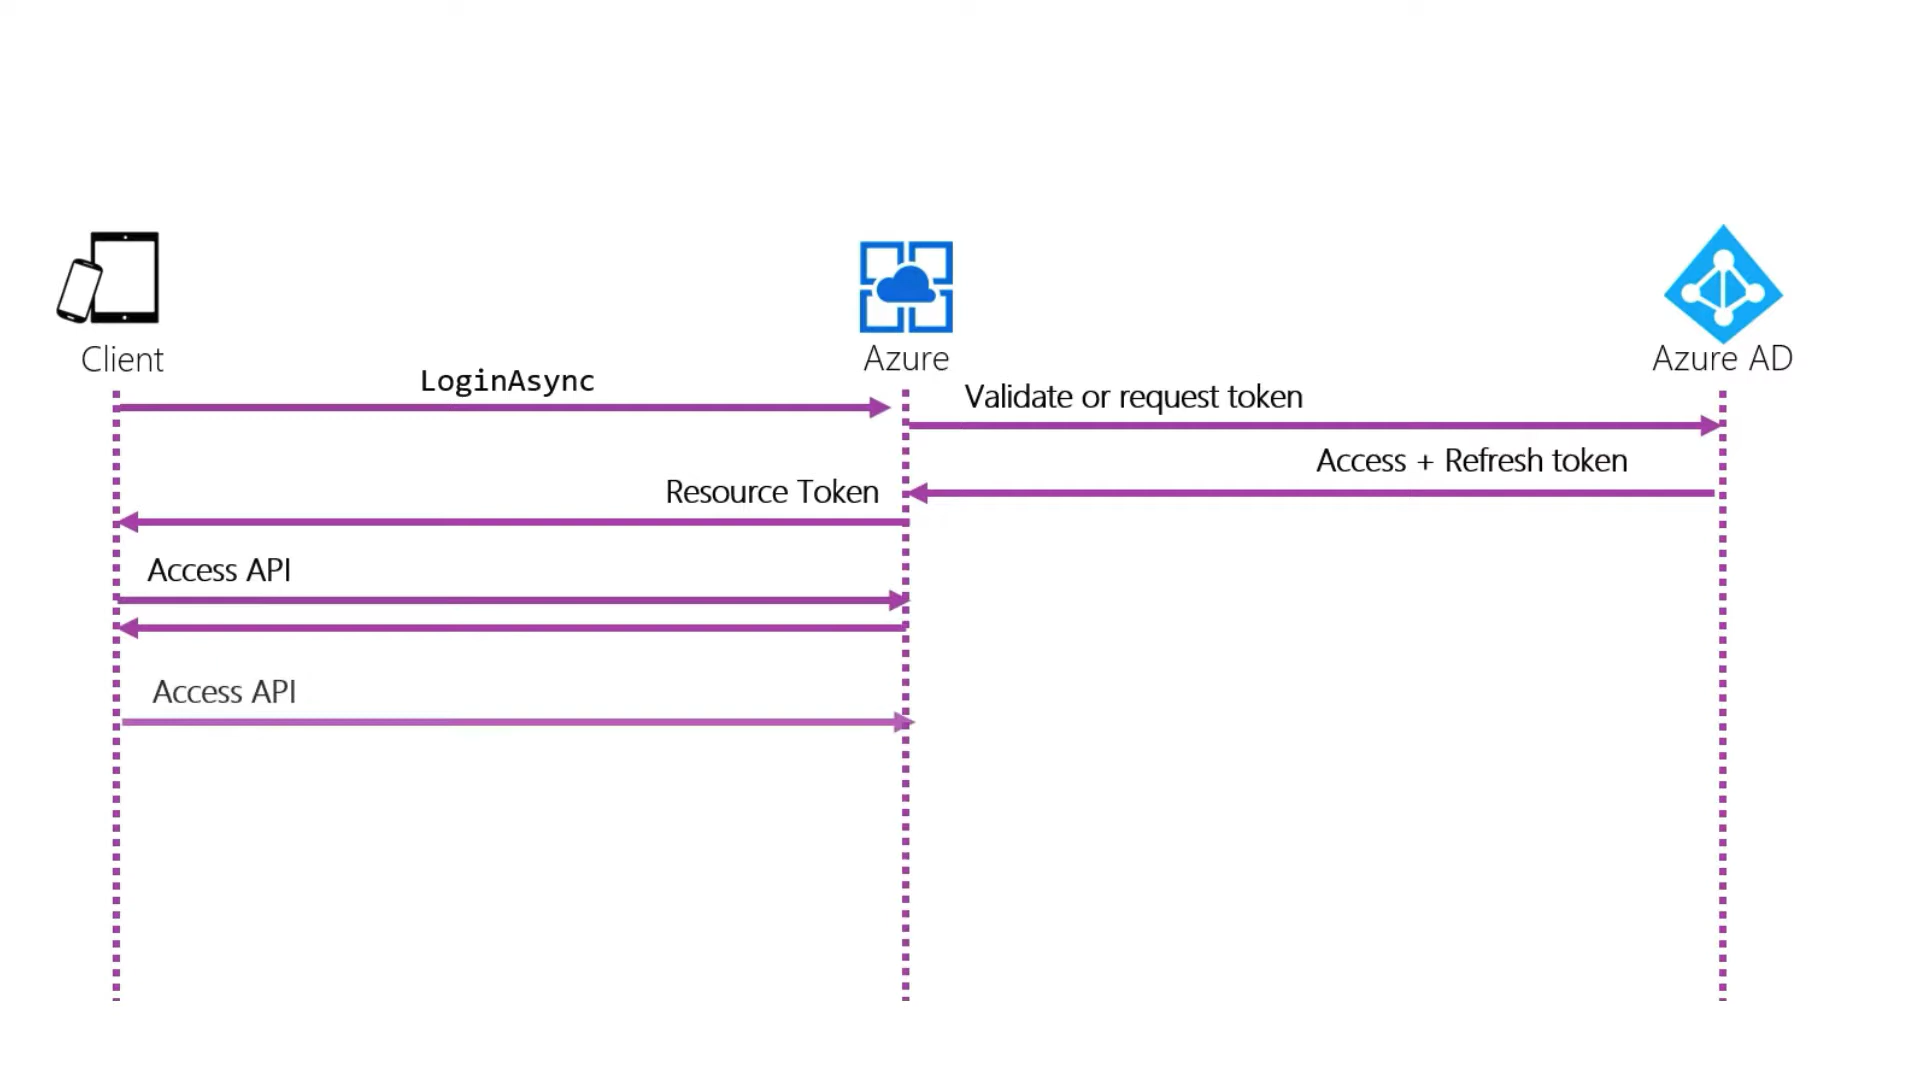 Client
Azure
Azure AD
LoginAsync
Validate or request token
Access + Refresh token
Resource Token
Access API
Access API